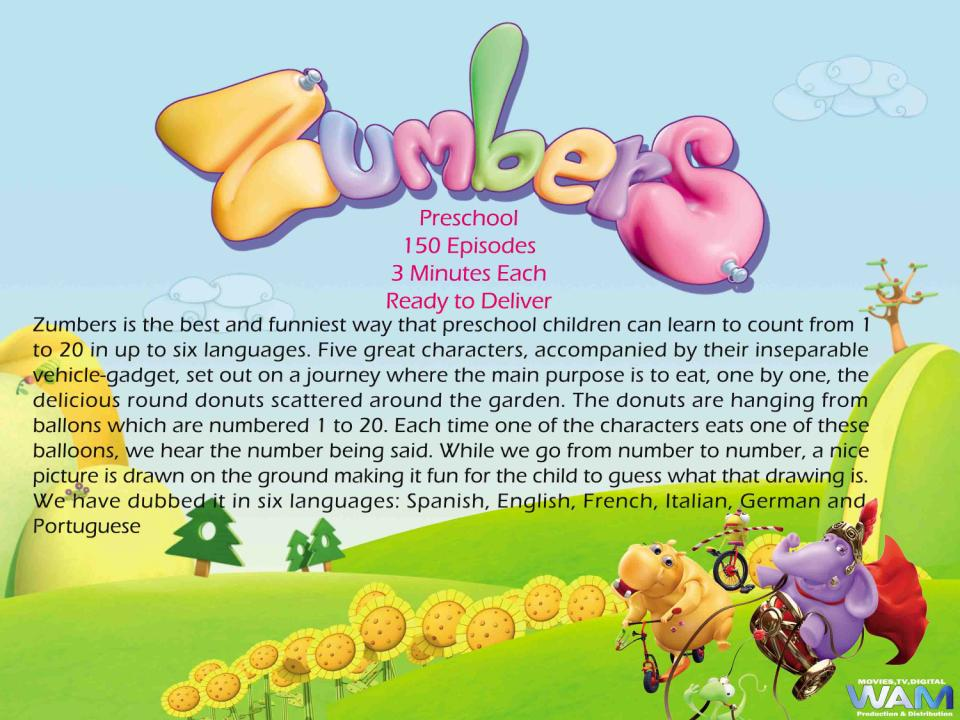 Zumbers
Preschool
150 Episodes
3 Minutes Each
Ready to Deliver
Zumbers is the best and funniest way that preschool children can learn to count from 1
to 20 in up to six languages. Five great characters, accompanied by their inseparable
vehicle-gadget, set out on a journey where the main purpose is to eat, one by one, the
delicious round donuts scattered around the garden. The donuts are hanging from
ballons which are numbered 1 to 20. Each time one of the characters eats one of these
balloons, we hear the number being said. While we go from number to number, a nice
picture is drawn on the ground making it fun for the child to guess what that drawing is.
We have dubbed it in six languages: Spanish, English, French, Italian, German and
Portuguese
MOVIES,TV,DIGITAL
WAM
Production & Distribution